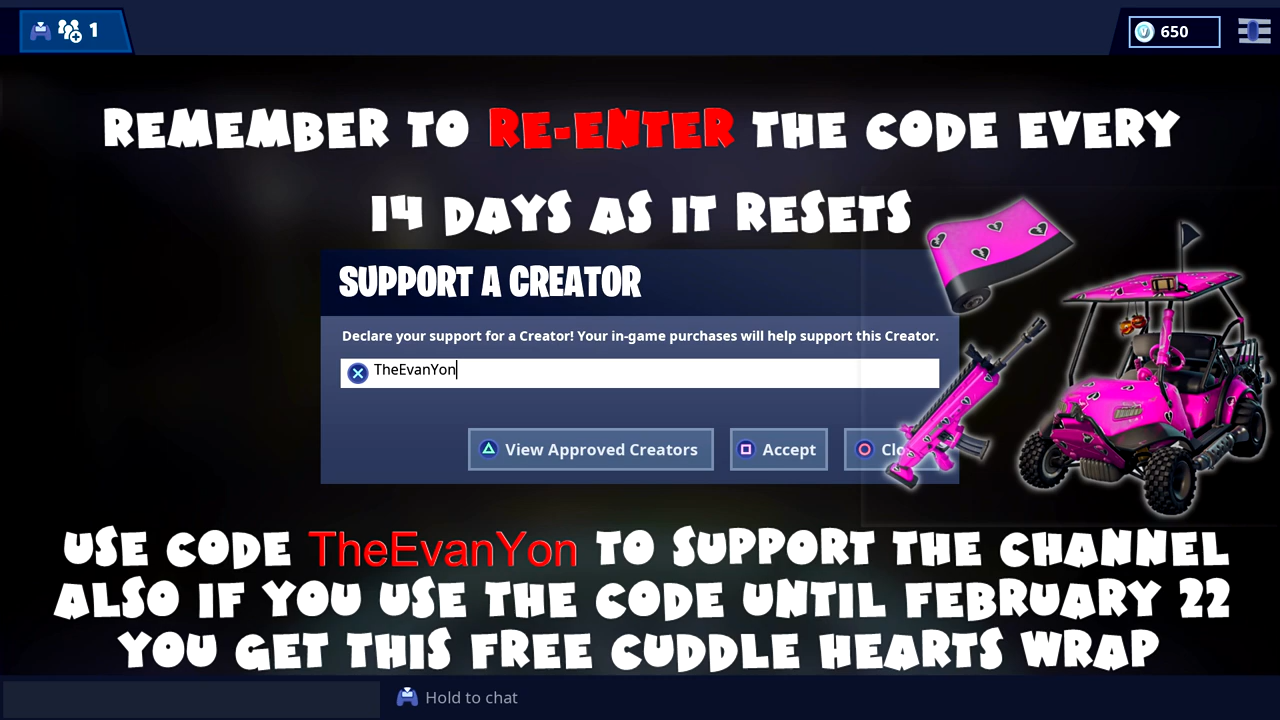 1
650
REMEMBER TO RE-ENTER THE CODE EVERY
14 DAYS AS IT RESETS
SUPPORT A CREATOR
Declare your support for a Creator! Your in-game purchases will help support this Creator.
TheEvanYon
View Approved Creators Accept Clo
USE CODE TheEvanYon TO SUPPORT THE CHANNEL
ALSO IF YOU USE THE CODE UNTIL FEBRUARY 22
YOU GET THIS FREE CUDDLE HEARTS WRAP
Hold to chat